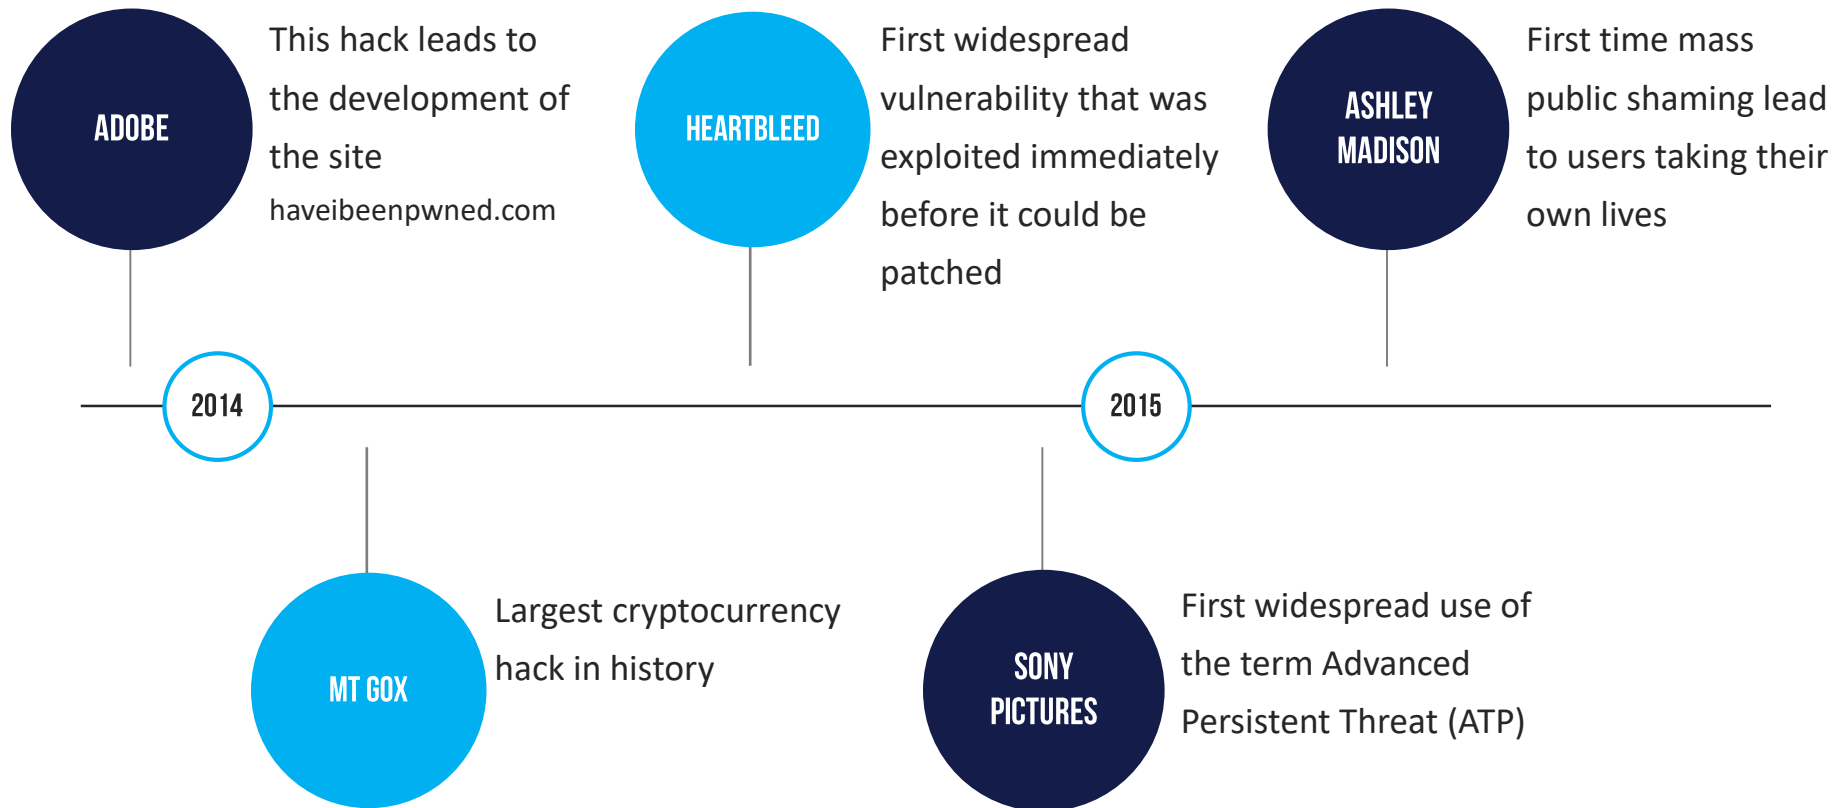 ADOBE
This hack leads to
the development of
the site
haveibeenpwned.com
HEARTBLEED
First widespread
vulnerability that was
exploited immediately
before it could be
patched
ASHLEY
MADISON
First time mass
public shaming lead
to users taking their
own lives
2014
2015
MT GOX
Largest cryptocurrency
hack in history
SONY
PICTURES
First widespread use of
the term Advanced
Persistent Threat (ATP)